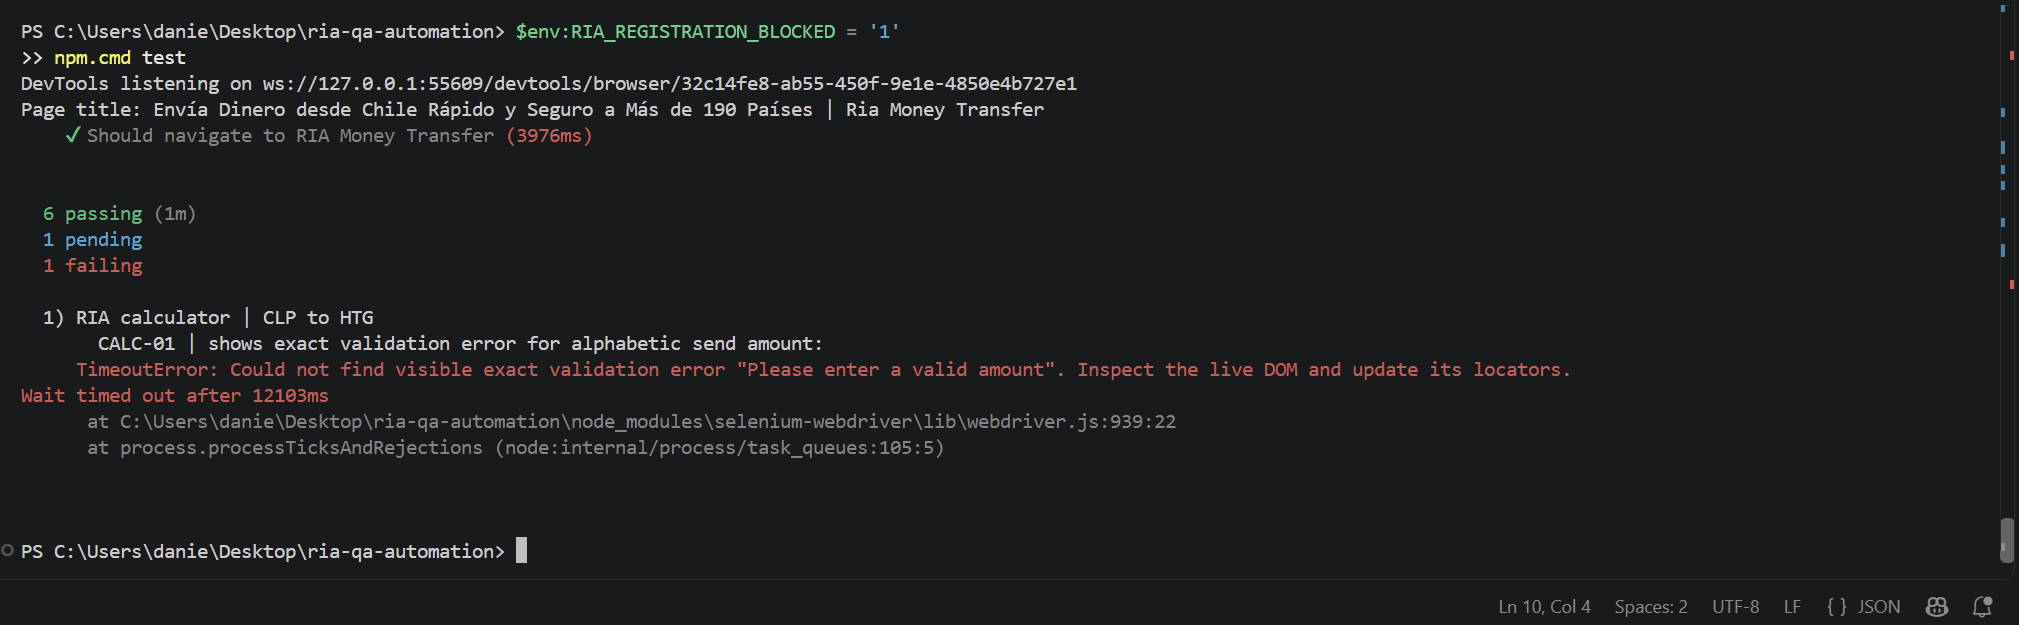 PS C:\Users\danie\Desktop\ria-qa-automation> $env:RIA_REGISTRATION_BLOCKED = '1'
>> npm.cmd test
DevTools listening on ws://127.0.0.1:55609/devtools/browser/32c14fe8-ab55-450f-9e1e-4850e4b727e1
Page title: Envía Dinero desde Chile Rápido y Seguro a Más de 190 Países | Ria Money Transfer
✓ Should navigate to RIA Money Transfer (3976ms)
6 passing (1m)
1 pending
1 failing
1) RIA calculator | CLP to HTG
CALC-01 | shows exact validation error for alphabetic send amount:
TimeoutError: Could not find visible exact validation error "Please enter a valid amount". Inspect the live DOM and update its locators.
Wait timed out after 12103ms
at C:\Users\danie\Desktop\ria-qa-automation\node_modules\selenium-webdriver\lib\webdriver.js:939:22
at process.processTicksAndRejections (node:internal/process/task_queues:105:5)
PS C:\Users\danie\Desktop\ria-qa-automation>
Ln 10, Col 4 Spaces: 2 UTF-8 LF { } JSON